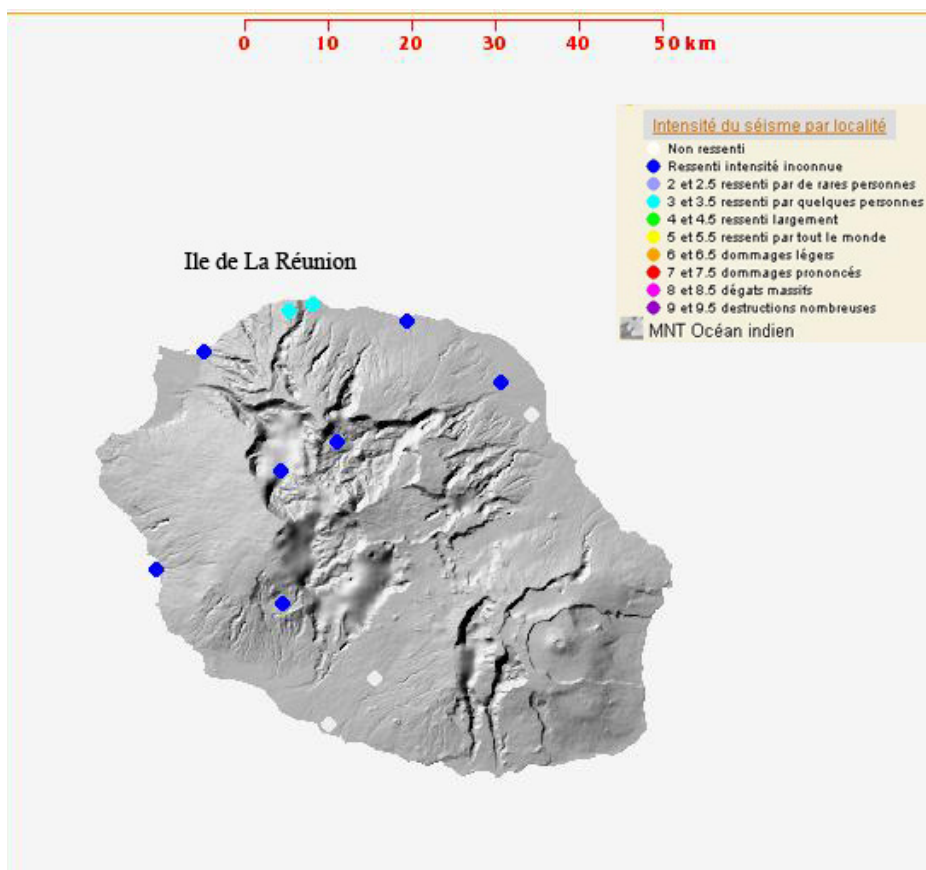 0 10 20 30 40 50 km
Intensité du séisme par localité
Non ressenti
Ressenti intensité inconnue
2 et 2.5 ressenti par de rares personnes
3 et 3.5 ressenti par quelques personnes
4 et 4.5 ressenti largement
5 et 5.5 ressenti par tout le monde
6 et 6.5 dommages légers
7 et 7.5 dommages prononcés
8 et 8.5 dégats massifs
9 et 9.5 destructions nombreuses
MNT Océan indien
Ile de La Réunion